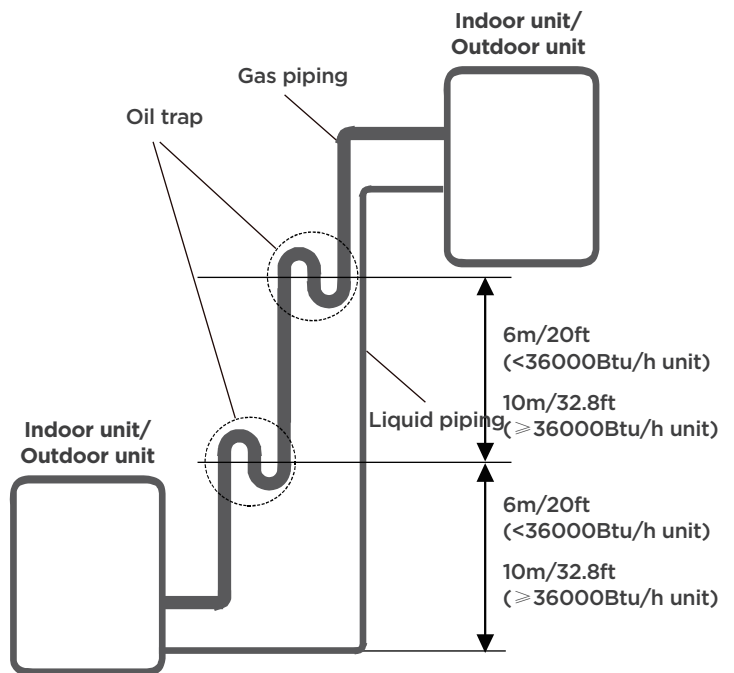 Indoor unit/
Outdoor unit
Gas piping
Oil trap
6m/20ft
(<36000Btu/h unit)
Liquid piping
10m/32.8ft
(⩾36000Btu/h unit)
Indoor unit/
Outdoor unit
6m/20ft
(<36000Btu/h unit)
10m/32.8ft
(⩾36000Btu/h unit)